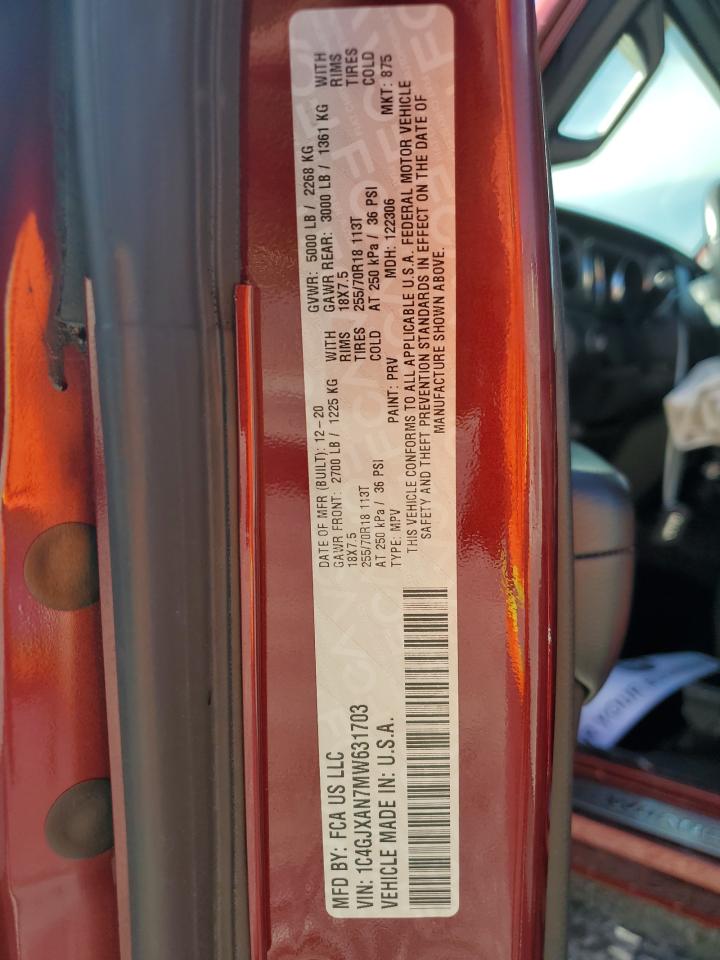 MFD BY: FCA US LLC
DATE OF MFR (BUILT): 12-20
GVWR: 5000 LB / 2268 KG
GAWR FRONT: 2700 LB / 1225 KG WITH
18X7.5 RIMS
255/70R18 113T TIRES
AT 250 kPa / 36 PSI COLD
GAWR REAR: 3000 LB / 1361 KG WITH
18X7.5 RIMS
255/70R18 113T TIRES
AT 250 kPa / 36 PSI COLD
VIN: 1C4GJXAN7MW631703
TYPE: MPV
PAINT: PRV
MDH: 122306
MKT: 875
VEHICLE MADE IN: U.S.A.
THIS VEHICLE CONFORMS TO ALL APPLICABLE U.S.A. FEDERAL MOTOR VEHICLE
SAFETY AND THEFT PREVENTION STANDARDS IN EFFECT ON THE DATE OF
MANUFACTURE SHOWN ABOVE.